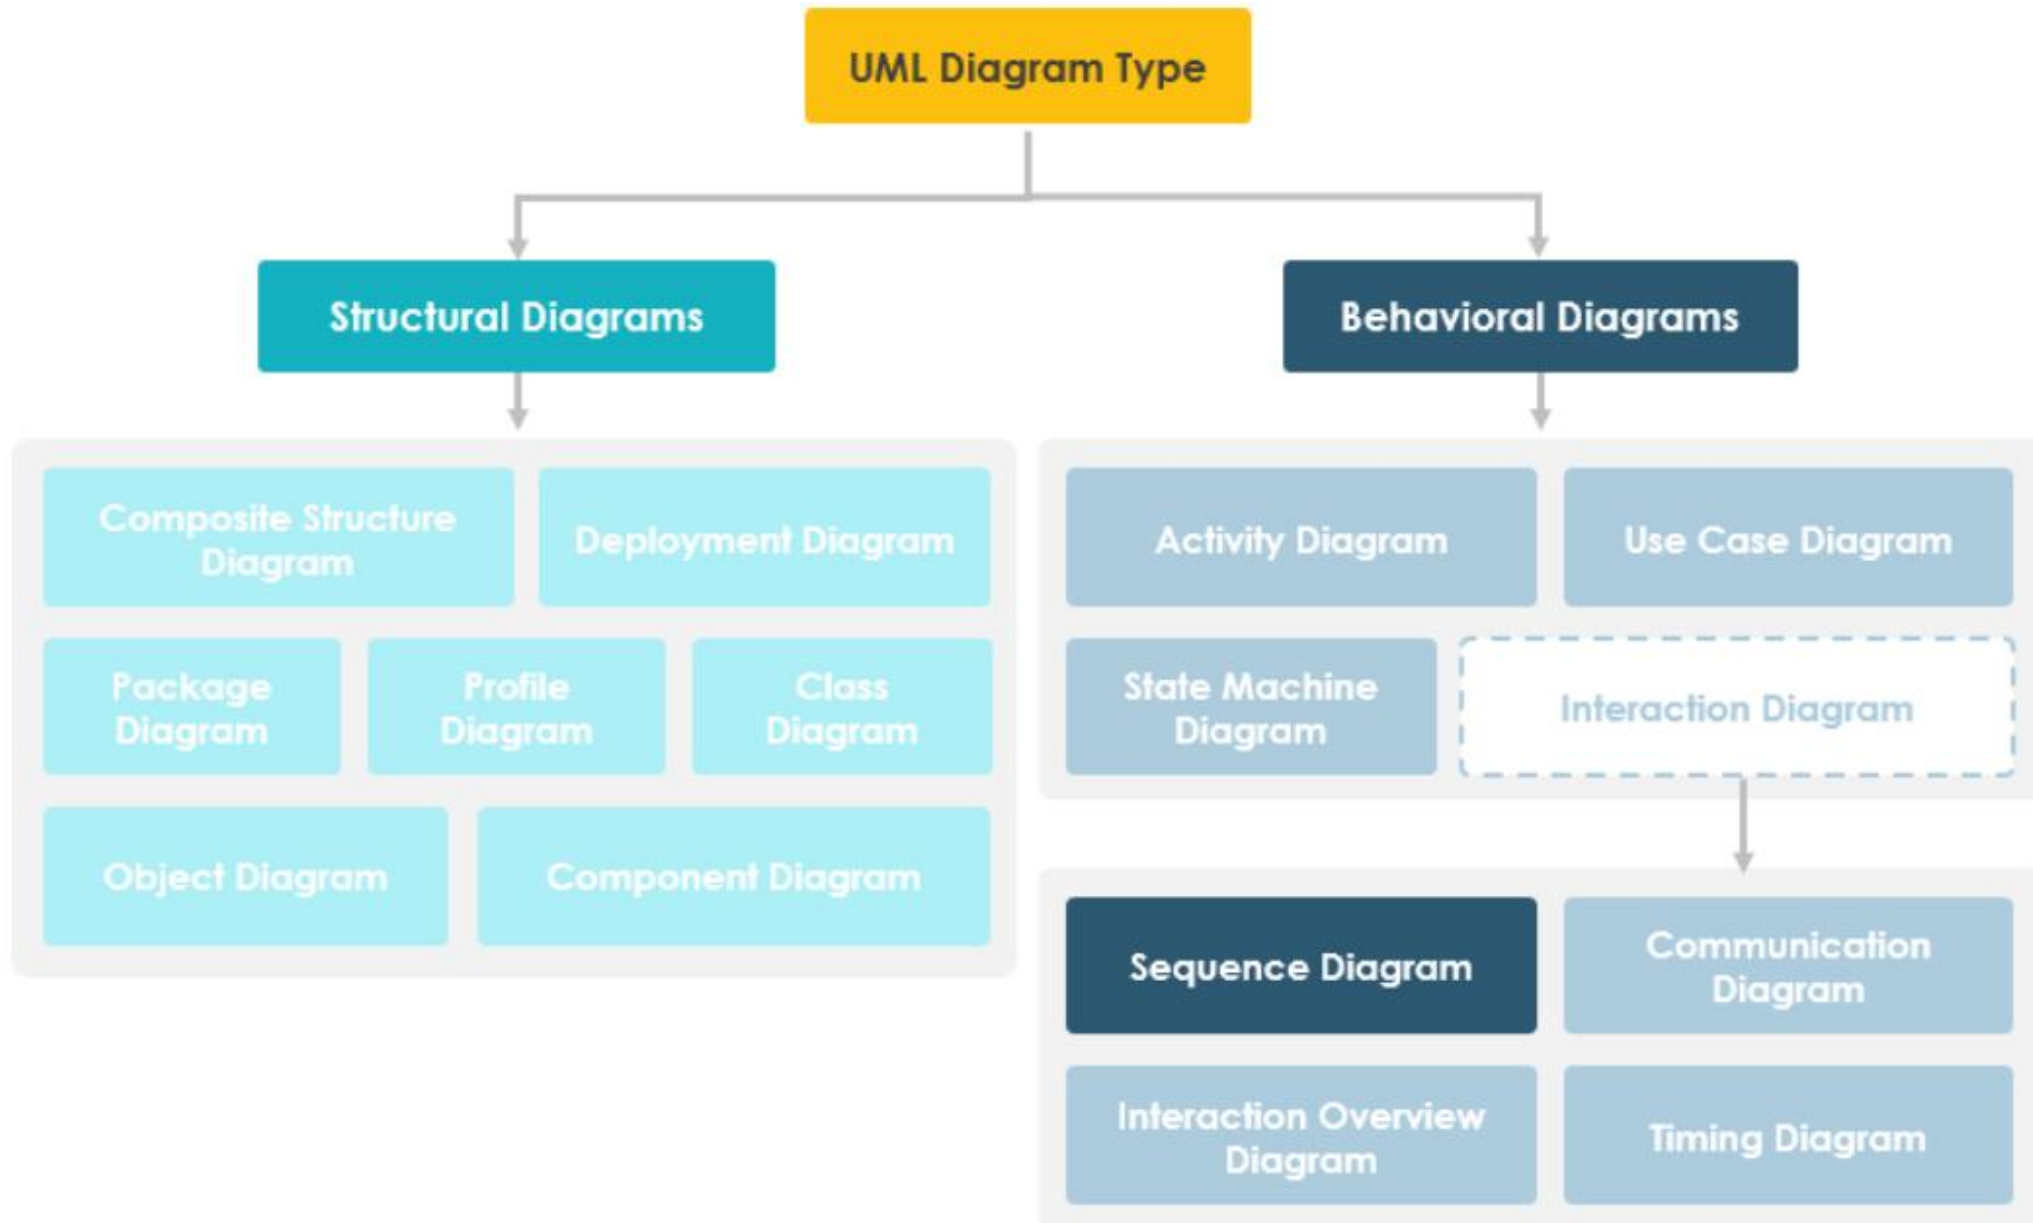 UML Diagram Type
Structural Diagrams
Behavioral Diagrams
Composite Structure
Diagram
Deployment Diagram
Package
Diagram
Profile
Diagram
Class
Diagram
Object Diagram
Component Diagram
Activity Diagram
Use Case Diagram
State Machine
Diagram
Interaction Diagram
Sequence Diagram
Communication
Diagram
Interaction Overview
Diagram
Timing Diagram